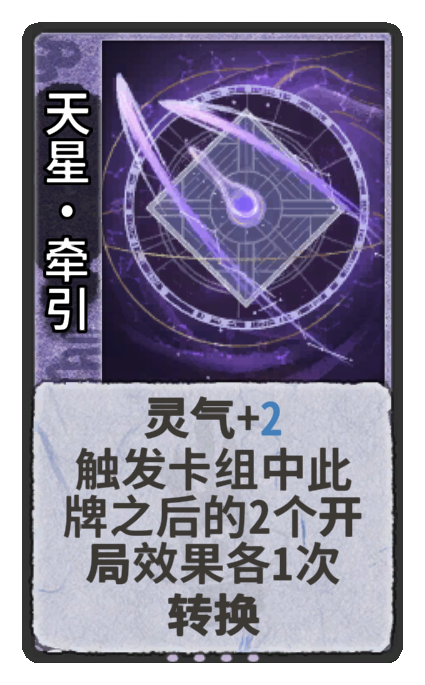 天星·牵引
灵气+2
触发卡组中此
牌之后的2个开
局效果各1次
转换